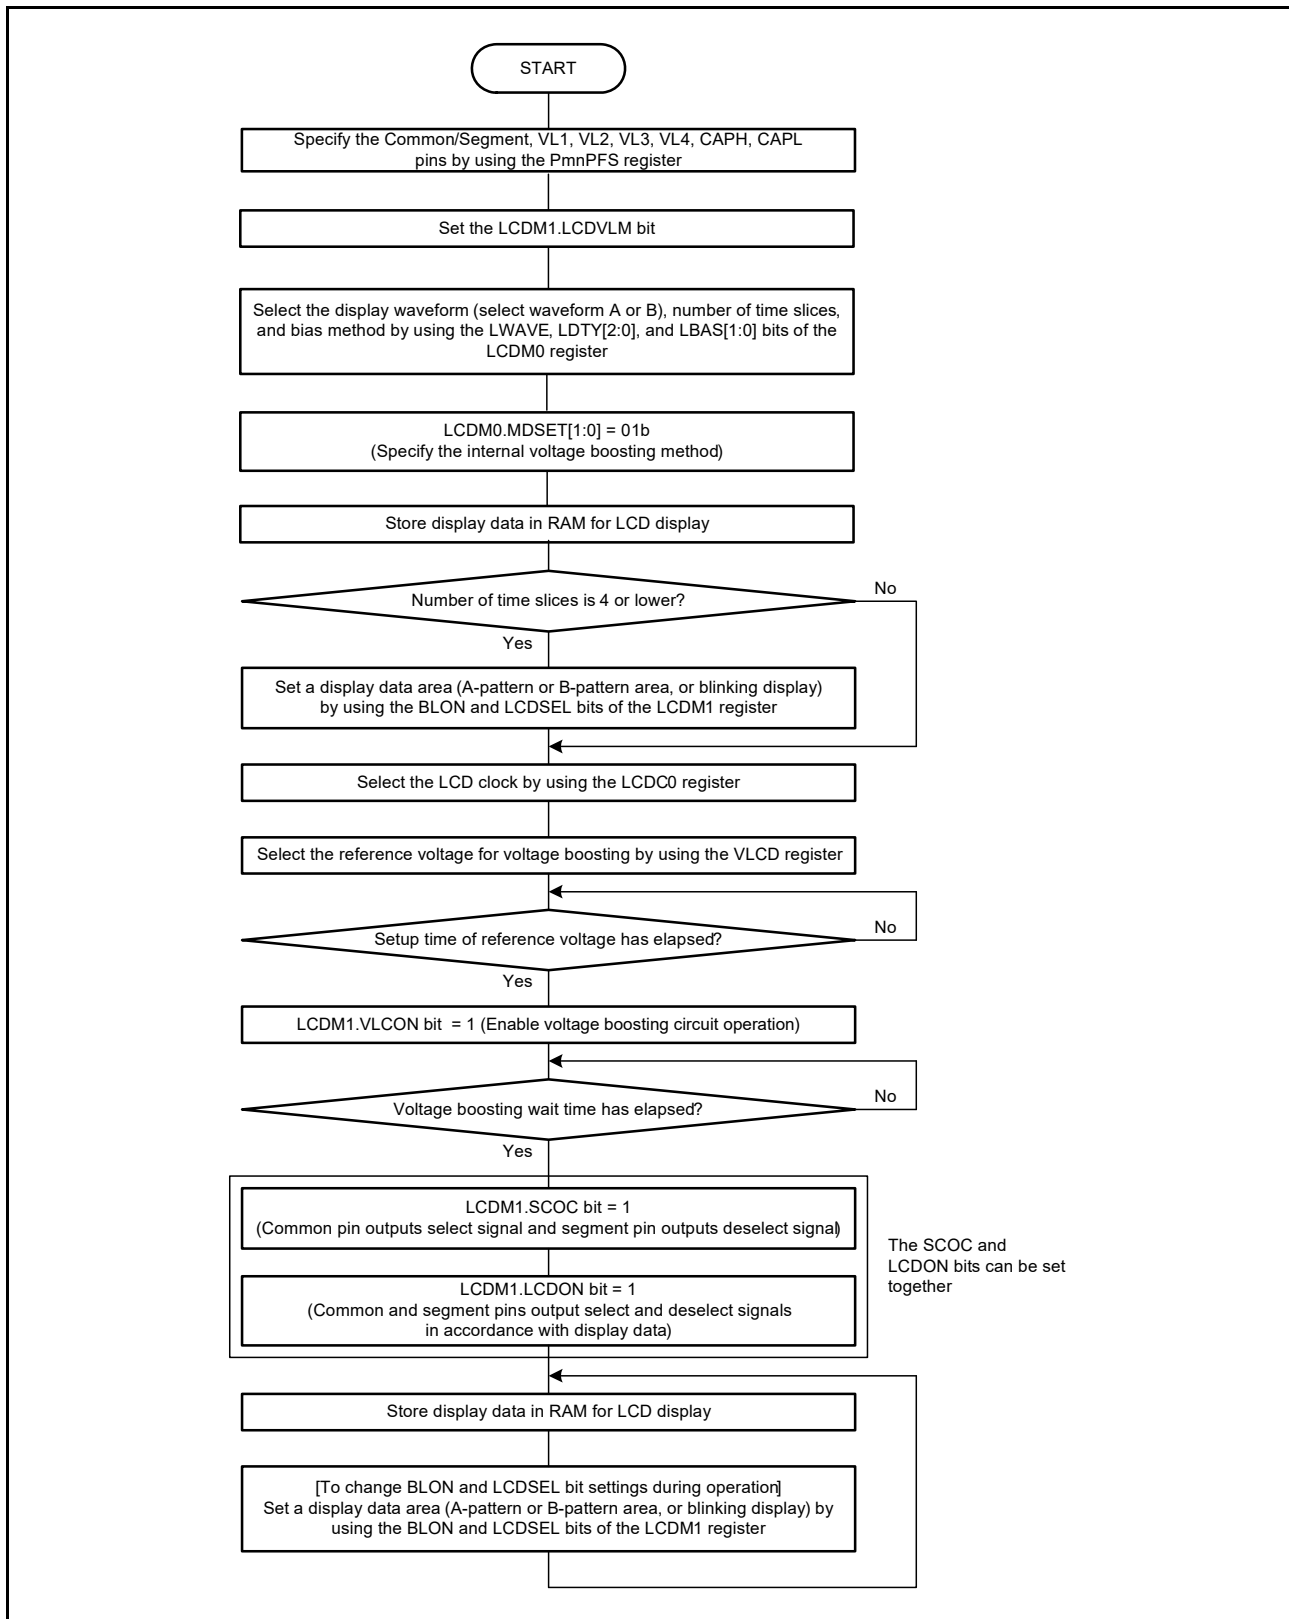 START
Specify the Common/Segment, VL1, VL2, VL3, VL4, CAPH, CAPL
pins by using the PmnPFS register
Set the LCDM1.LCDVLM bit
Select the display waveform (select waveform A or B), number of time slices,
and bias method by using the LWAVE, LDTY[2:0], and LBAS[1:0] bits of the
LCDM0 register
LCDM0.MDSET[1:0] = 01b
(Specify the internal voltage boosting method)
Store display data in RAM for LCD display
Number of time slices is 4 or lower?
No
Yes
Set a display data area (A-pattern or B-pattern area, or blinking display)
by using the BLON and LCDSEL bits of the LCDM1 register
Select the LCD clock by using the LCDC0 register
Select the reference voltage for voltage boosting by using the VLCD register
Setup time of reference voltage has elapsed?
No
Yes
LCDM1.VLCON bit = 1 (Enable voltage boosting circuit operation)
Voltage boosting wait time has elapsed?
No
Yes
LCDM1.SCOC bit = 1
(Common pin outputs select signal and segment pin outputs deselect signal)
LCDM1.LCDON bit = 1
(Common and segment pins output select and deselect signals
in accordance with display data)
The SCOC and
LCDON bits can be set
together
Store display data in RAM for LCD display
[To change BLON and LCDSEL bit settings during operation]
Set a display data area (A-pattern or B-pattern area, or blinking display) by
using the BLON and LCDSEL bits of the LCDM1 register